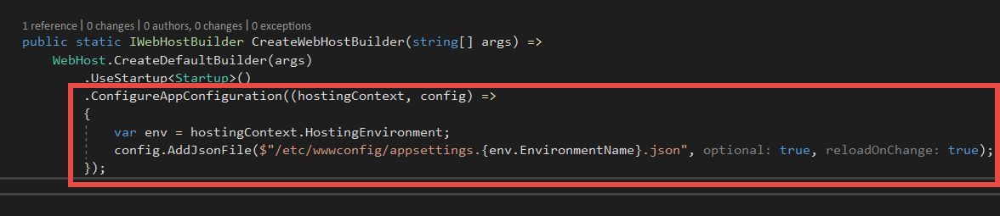 1 reference | 0 changes | 0 authors, 0 changes | 0 exceptions
public static IWebHostBuilder CreateWebHostBuilder(string[] args) =>
WebHost.CreateDefaultBuilder(args)
.UseStartup<Startup>()
.ConfigureAppConfiguration((hostingContext, config) =>
{
var env = hostingContext.HostingEnvironment;
config.AddJsonFile($"/etc/wwwconfig/appsettings.{env.EnvironmentName}.json", optional: true, reloadOnChange: true);
});